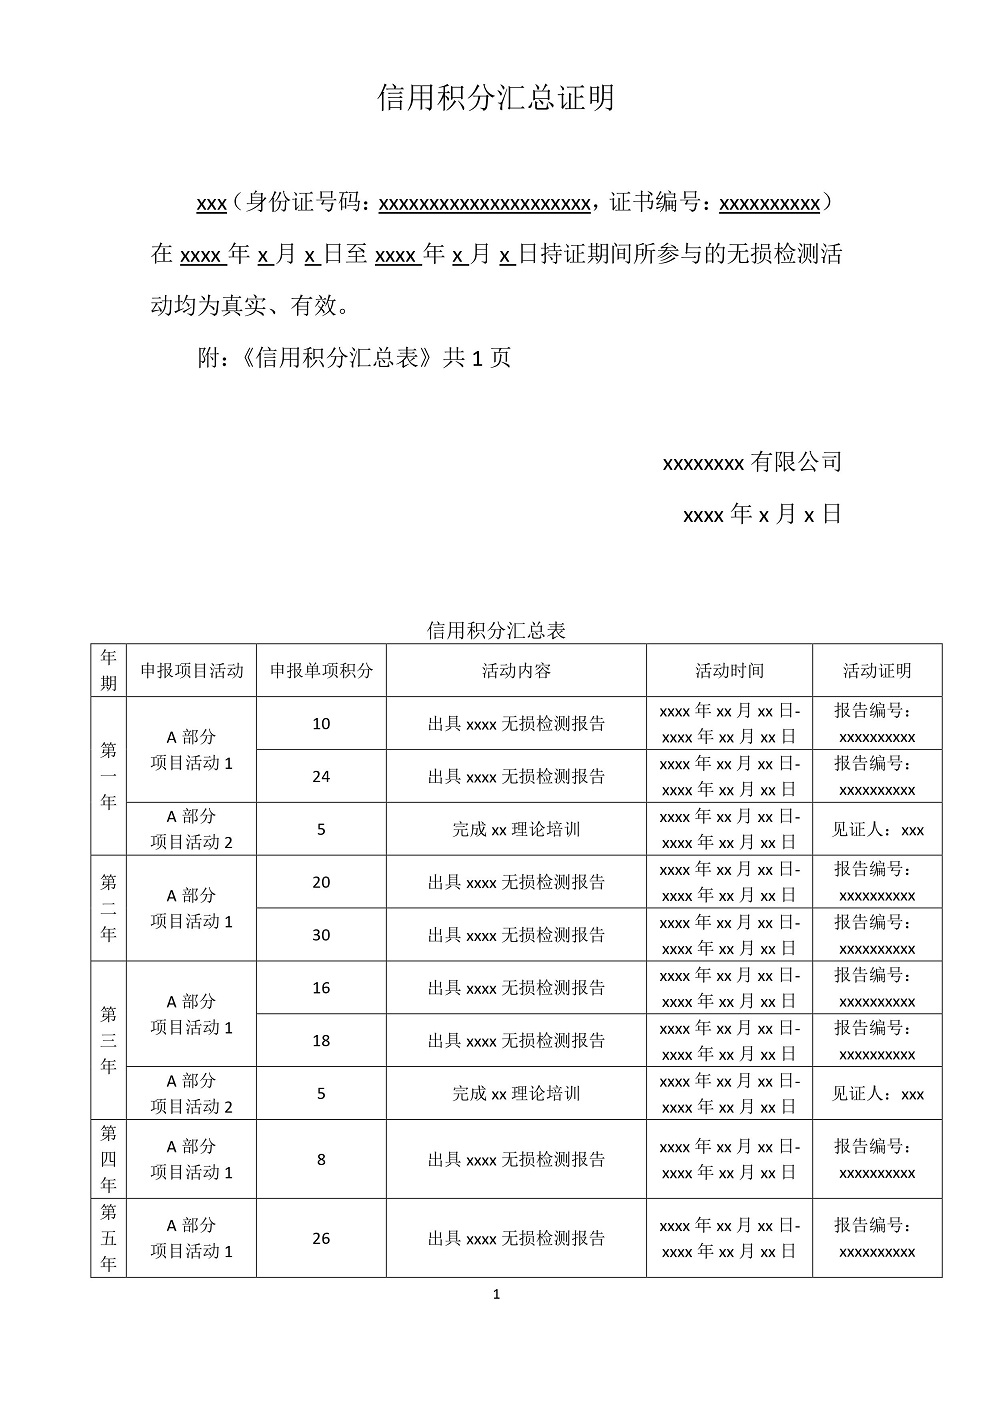 信用积分汇总证明
xxx（身份证号码：xxxxxxxxxxxxxxxxxxxxx，证书编号：xxxxxxxxxx）
在 xxxx 年 x 月 x 日至 xxxx 年 x 月 x 日持证期间所参与的无损检测活
动均为真实、有效。
附：《信用积分汇总表》共 1 页
xxxxxxxx 有限公司
xxxx 年 x 月 x 日
信用积分汇总表
年期 申报项目活动 申报单项积分 活动内容 活动时间 活动证明
第一年
A 部分
项目活动 1
10 出具 xxxx 无损检测报告
xxxx 年 xx 月 xx 日-
xxxx 年 xx 月 xx 日
报告编号：
xxxxxxxxxx
24 出具 xxxx 无损检测报告
xxxx 年 xx 月 xx 日-
xxxx 年 xx 月 xx 日
报告编号：
xxxxxxxxxx
A 部分
项目活动 2
5 完成 xx 理论培训
xxxx 年 xx 月 xx 日-
xxxx 年 xx 月 xx 日
见证人：xxx
第二年
A 部分
项目活动 1
20 出具 xxxx 无损检测报告
xxxx 年 xx 月 xx 日-
xxxx 年 xx 月 xx 日
报告编号：
xxxxxxxxxx
30 出具 xxxx 无损检测报告
xxxx 年 xx 月 xx 日-
xxxx 年 xx 月 xx 日
报告编号：
xxxxxxxxxx
第三年
A 部分
项目活动 1
16 出具 xxxx 无损检测报告
xxxx 年 xx 月 xx 日-
xxxx 年 xx 月 xx 日
报告编号：
xxxxxxxxxx
18 出具 xxxx 无损检测报告
xxxx 年 xx 月 xx 日-
xxxx 年 xx 月 xx 日
报告编号：
xxxxxxxxxx
A 部分
项目活动 2
5 完成 xx 理论培训
xxxx 年 xx 月 xx 日-
xxxx 年 xx 月 xx 日
见证人：xxx
第四年
A 部分
项目活动 1
8 出具 xxxx 无损检测报告
xxxx 年 xx 月 xx 日-
xxxx 年 xx 月 xx 日
报告编号：
xxxxxxxxxx
第五年
A 部分
项目活动 1
26 出具 xxxx 无损检测报告
xxxx 年 xx 月 xx 日-
xxxx 年 xx 月 xx 日
报告编号：
xxxxxxxxxx
1